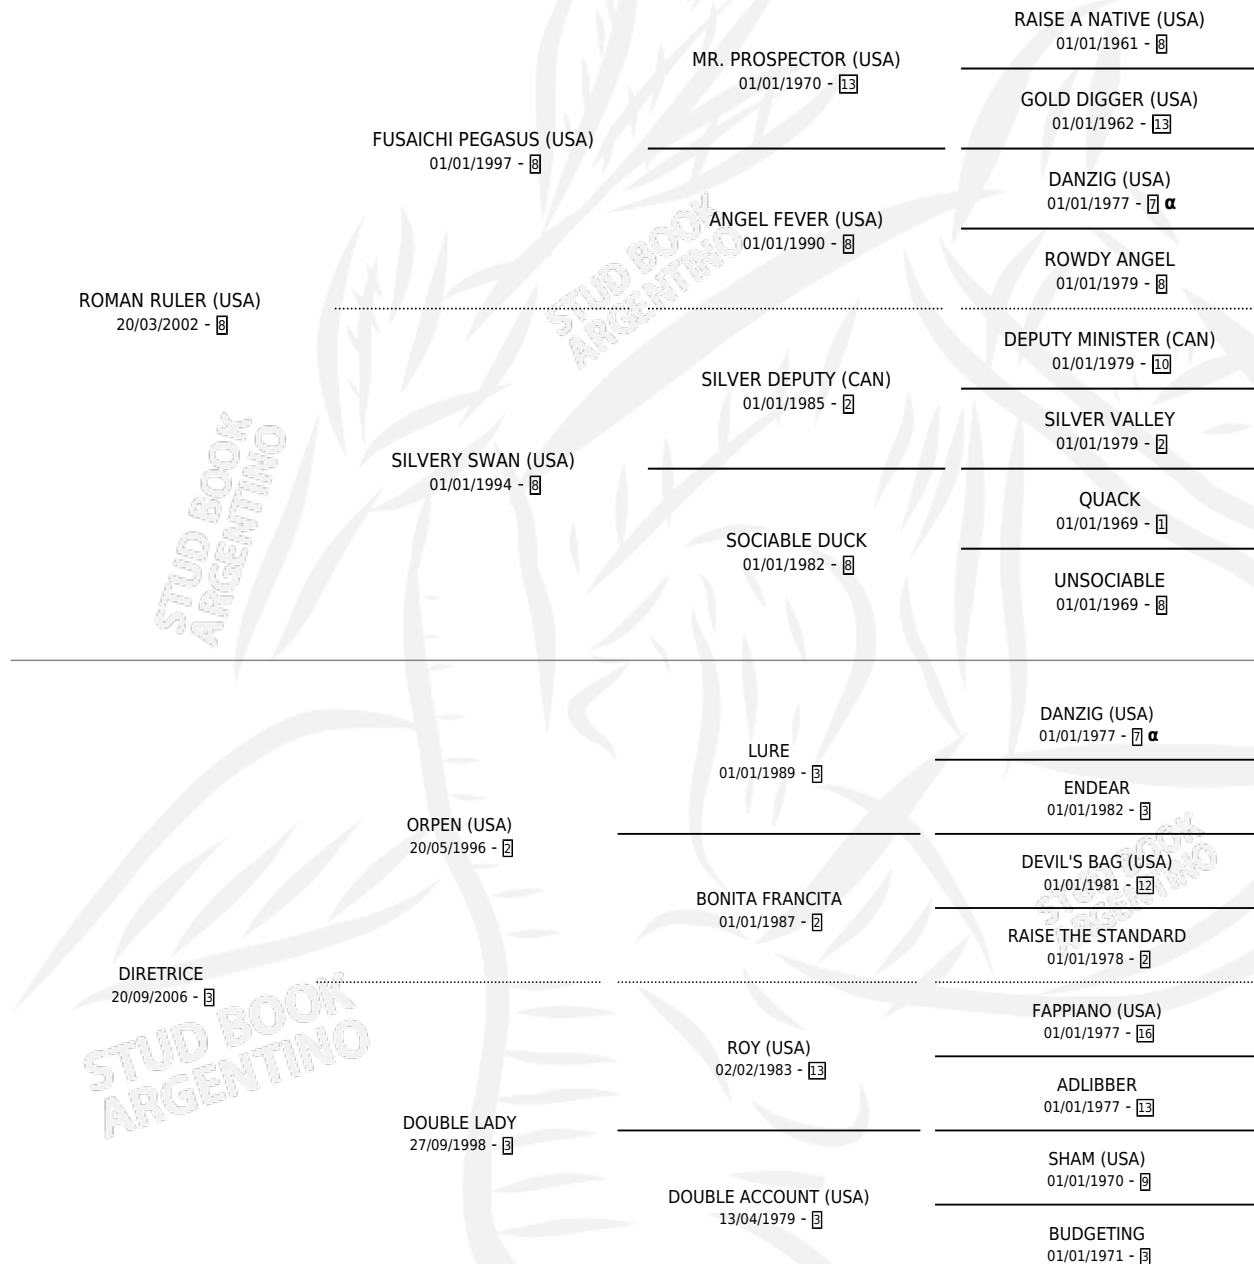 RAISE A NATIVE (USA)
01/01/1961 - 8
MR. PROSPECTOR (USA)
01/01/1970 - 13
GOLD DIGGER (USA)
01/01/1962 - 13
FUSAICHI PEGASUS (USA)
01/01/1997 - 8
DANZIG (USA)
01/01/1977 - 7 α
ANGEL FEVER (USA)
01/01/1990 - 8
ROWDY ANGEL
01/01/1979 - 8
STUD BOOK
ARGENTINO
ROMAN RULER (USA)
20/03/2002 - 8
DEPUTY MINISTER (CAN)
01/01/1979 - 10
SILVER DEPUTY (CAN)
01/01/1985 - 2
SILVER VALLEY
01/01/1979 - 2
SILVERY SWAN (USA)
01/01/1994 - 8
QUACK
01/01/1969 - 1
SOCIABLE DUCK
01/01/1982 - 8
UNSOCIABLE
01/01/1969 - 8
STUD BOOK
ARGENTINO
DANZIG (USA)
01/01/1977 - 7 α
LURE
01/01/1989 - 3
ENDEAR
01/01/1982 - 3
ORPEN (USA)
20/05/1996 - 2
DEVIL'S BAG (USA)
01/01/1981 - 12
BONITA FRANCITA
01/01/1987 - 2
RAISE THE STANDARD
01/01/1978 - 2
STUD BOOK
ARGENTINO
DIRETRICE
20/09/2006 - 3
FAPPIANO (USA)
01/01/1977 - 16
ROY (USA)
02/02/1983 - 13
ADLIBBER
01/01/1977 - 13
STUD BOOK
ARGENTINO
DOUBLE LADY
27/09/1998 - 3
SHAM (USA)
01/01/1970 - 9
DOUBLE ACCOUNT (USA)
13/04/1979 - 3
BUDGETING
01/01/1971 - 3